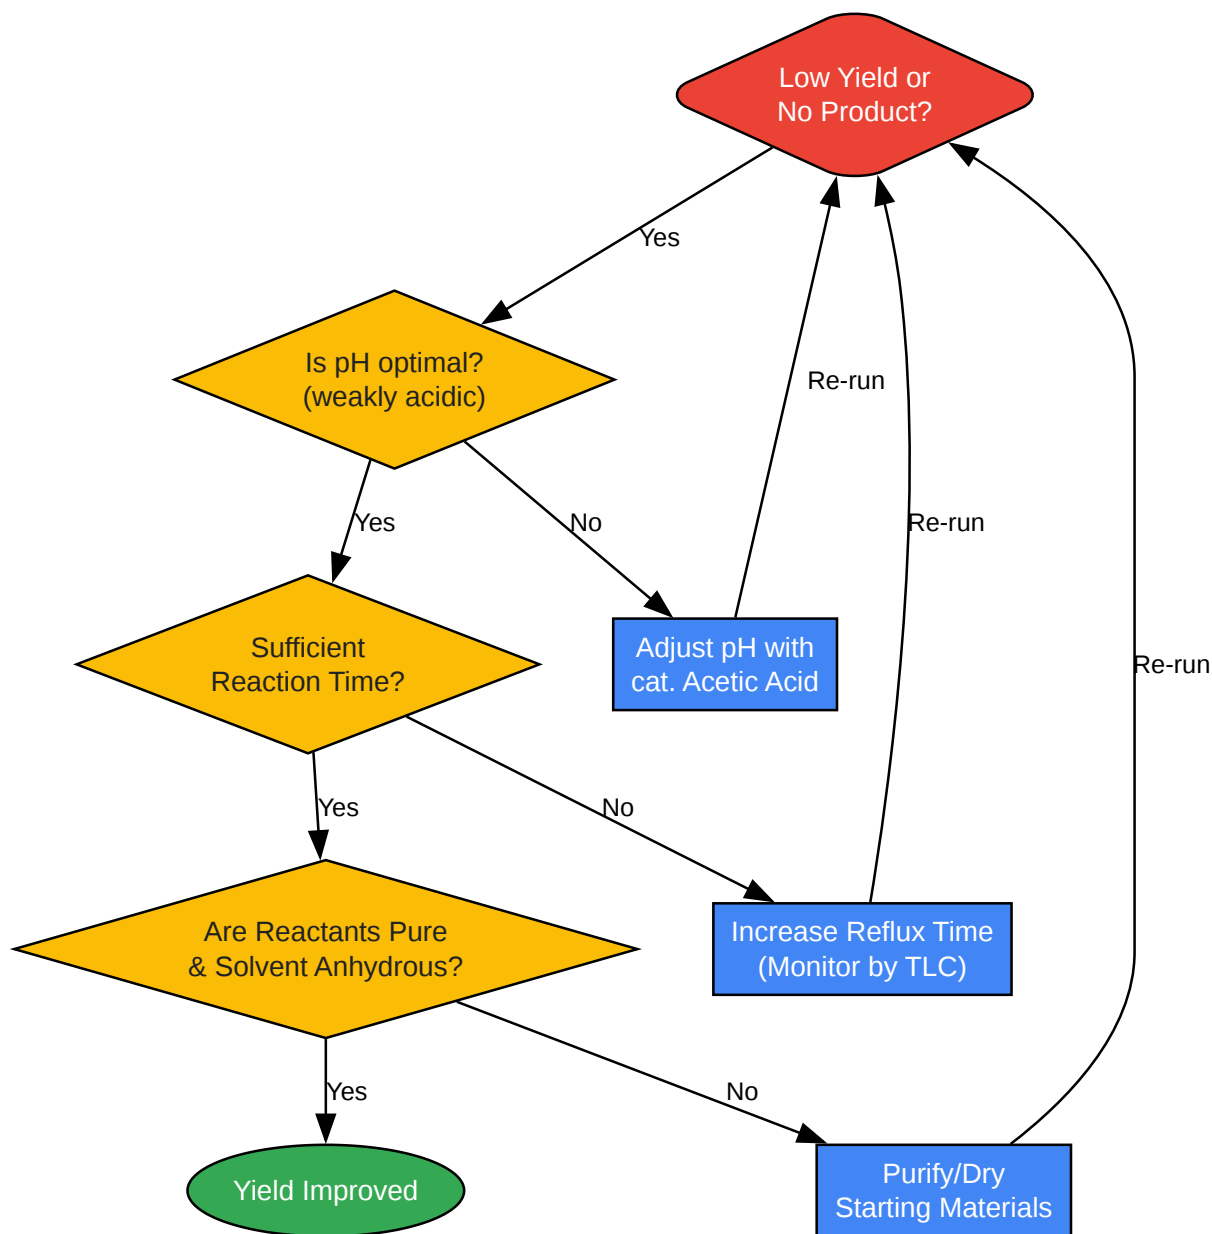 Low Yield or
No Product?
Yes
Is pH optimal?
(weakly acidic)
Re-run
Yes
No
Re-run
Sufficient
Reaction Time?
Adjust pH with
cat. Acetic Acid
Re-run
Yes
No
Are Reactants Pure
& Solvent Anhydrous?
Increase Reflux Time
(Monitor by TLC)
Yes
No
Yield Improved
Purify/Dry
Starting Materials